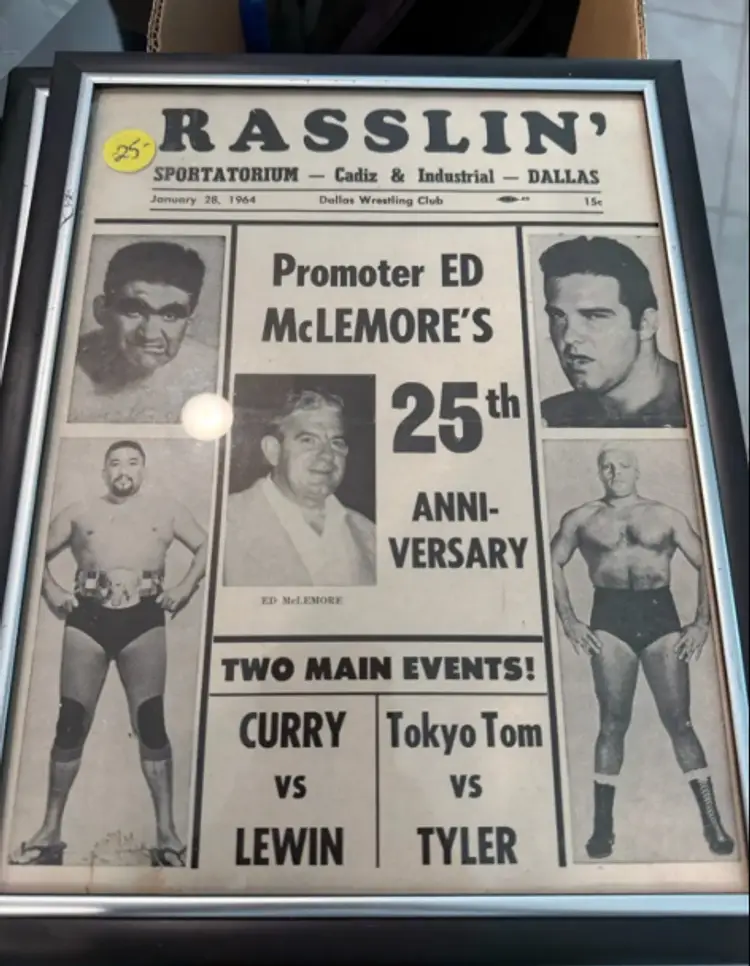 RASSLIN'
25-
SPORTATORIUM — Cadiz & Industrial — DALLAS
January 28, 1964 Dallas Wrestling Club 15c
Promoter ED
McLEMORE'S
25th
ANNI-
VERSARY
ED McLEMORE
TWO MAIN EVENTS!
CURRY
VS
LEWIN
Tokyo Tom
VS
TYLER